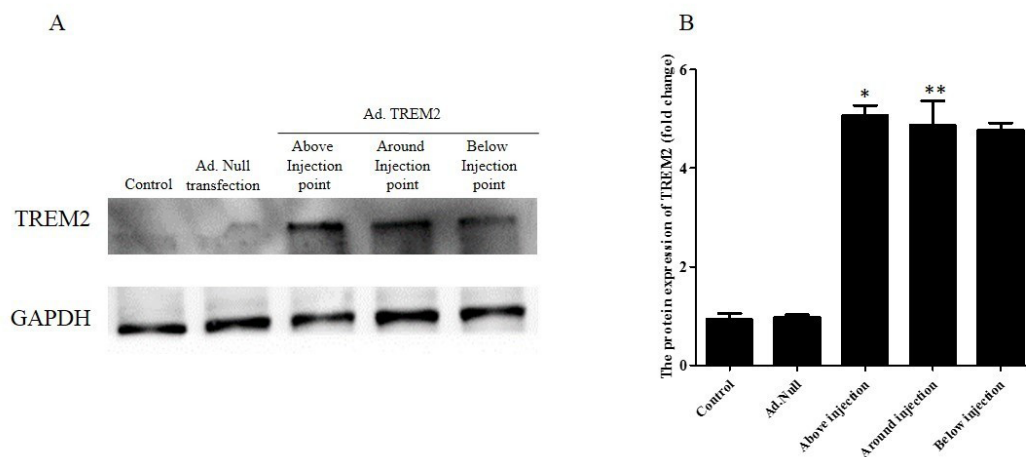 A
Ad. TREM2
Control
Ad. Null
transfection
Above
Injection
point
Around
Injection
point
Below
Injection
point
TREM2
GAPDH
B
The protein expression of TREM2 (fold change)
6
4
2
0
*
**
Control
Ad.Null
Above injection
Around injection
Below injection